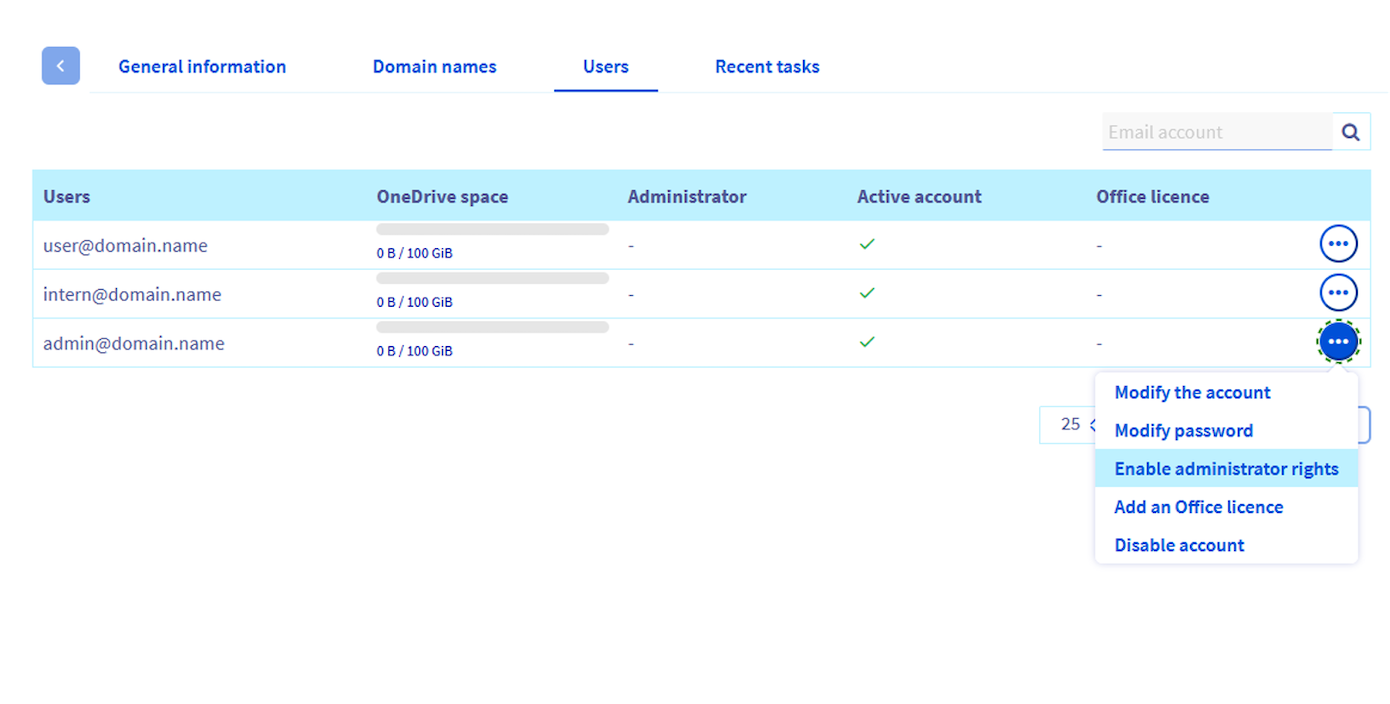 General information Domain names Users Recent tasks
Email account
Users OneDrive space Administrator Active account Office licence
user@domain.name 0 B / 100 GiB - -
intern@domain.name 0 B / 100 GiB - -
admin@domain.name 0 B / 100 GiB - -
25
Modify the account
Modify password
Enable administrator rights
Add an Office licence
Disable account